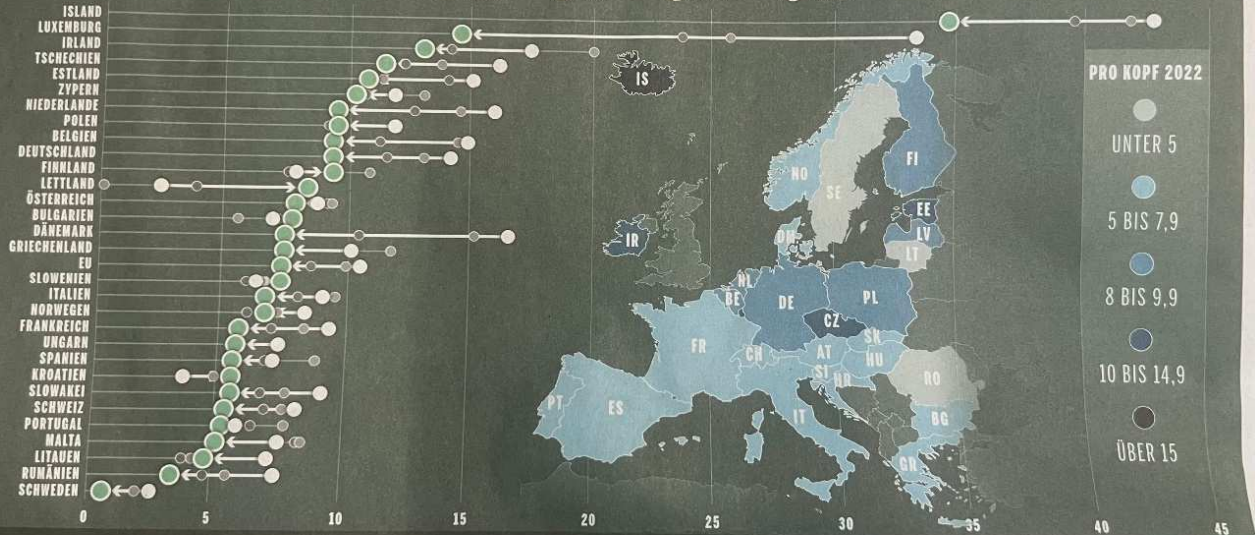 ISLAND
LUXEMBURG
IRLAND
TSCHECHIEN
ESTLAND
ZYPERN
NIEDERLANDE
POLEN
BELGIEN
DEUTSCHLAND
FINNLAND
LETTLAND
ÖSTERREICH
BULGARIEN
DÄNEMARK
GRIECHENLAND
EU
SLOWENIEN
ITALIEN
NORWEGEN
FRANKREICH
UNGARN
SPANIEN
KROATIEN
SLOWAKEI
SCHWEIZ
PORTUGAL
MALTA
LITAUEN
RUMÄNIEN
SCHWEDEN
0 5 10 15 20 25 30 35 40 45
IS
NO
SE
FI
EE
LV
LT
DN
IR
NL
BE
DE
PL
CZ
SK
FR
CH
AT
HU
SI
HR
RO
PT
ES
IT
BG
GR
PRO KOPF 2022
UNTER 5
5 BIS 7,9
8 BIS 9,9
10 BIS 14,9
ÜBER 15